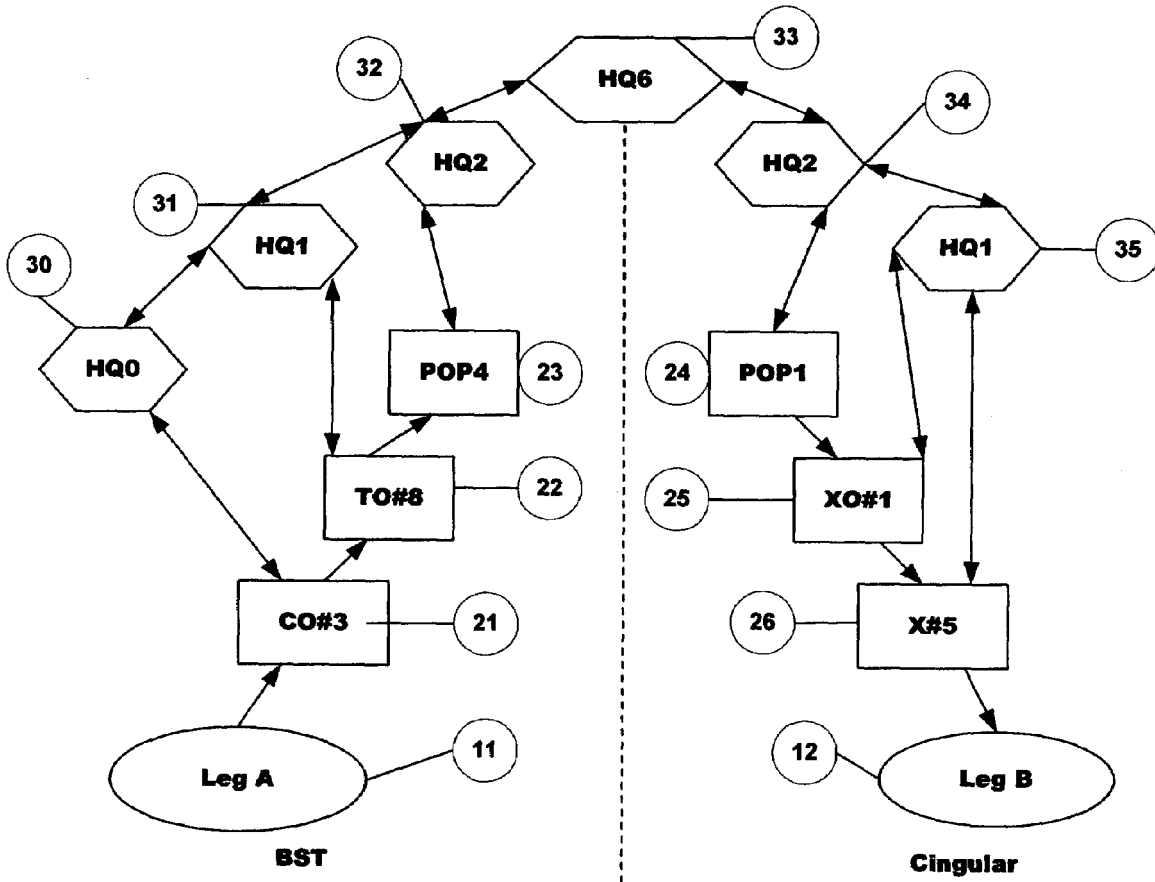 33
HQ6
32
34
HQ2
HQ2
31
HQ1
HQ1
35
30
HQ0
POP4
23
24
POP1
TO#8
22
25
XO#1
CO#3
21
26
X#5
Leg A
11
12
Leg B
BST
Cingular